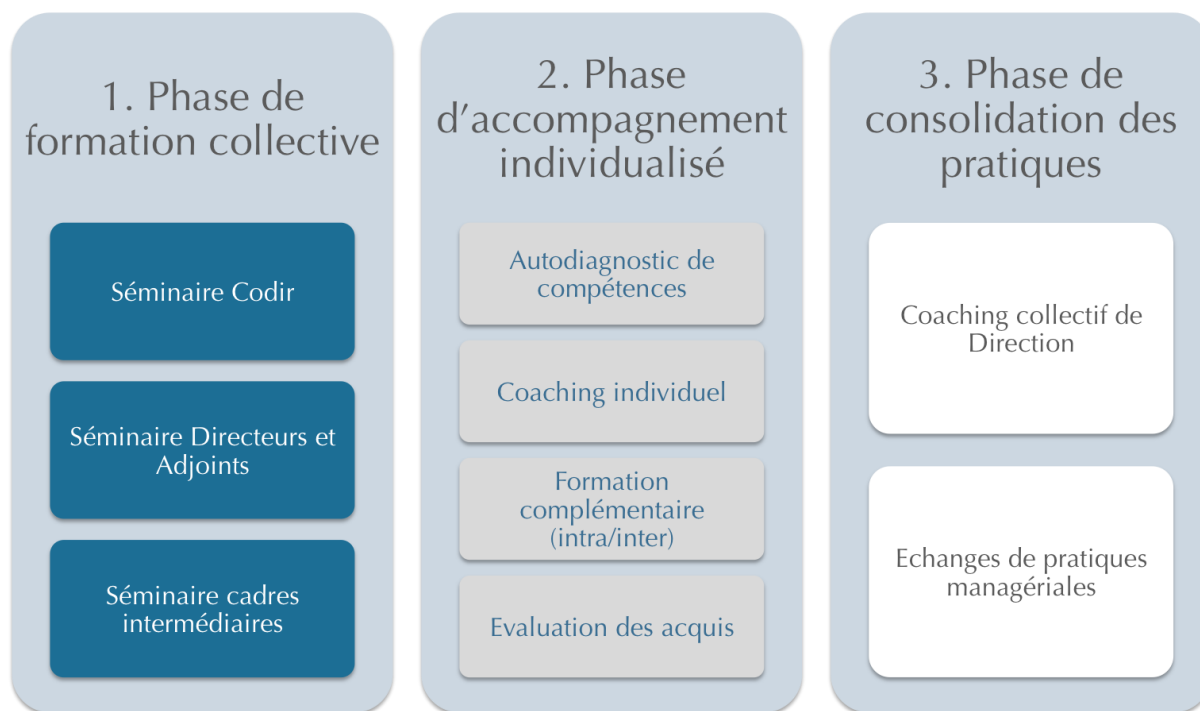 1. Phase de
formation collective
Séminaire Codir
Séminaire Directeurs et
Adjoints
Séminaire cadres
intermédiaires
2. Phase
d’accompagnement
individualisé
Autodiagnostic de
compétences
Coaching individuel
Formation
complémentaire
(intra/inter)
Evaluation des acquis
3. Phase de
consolidation des
pratiques
Coaching collectif de
Direction
Echanges de pratiques
managériales